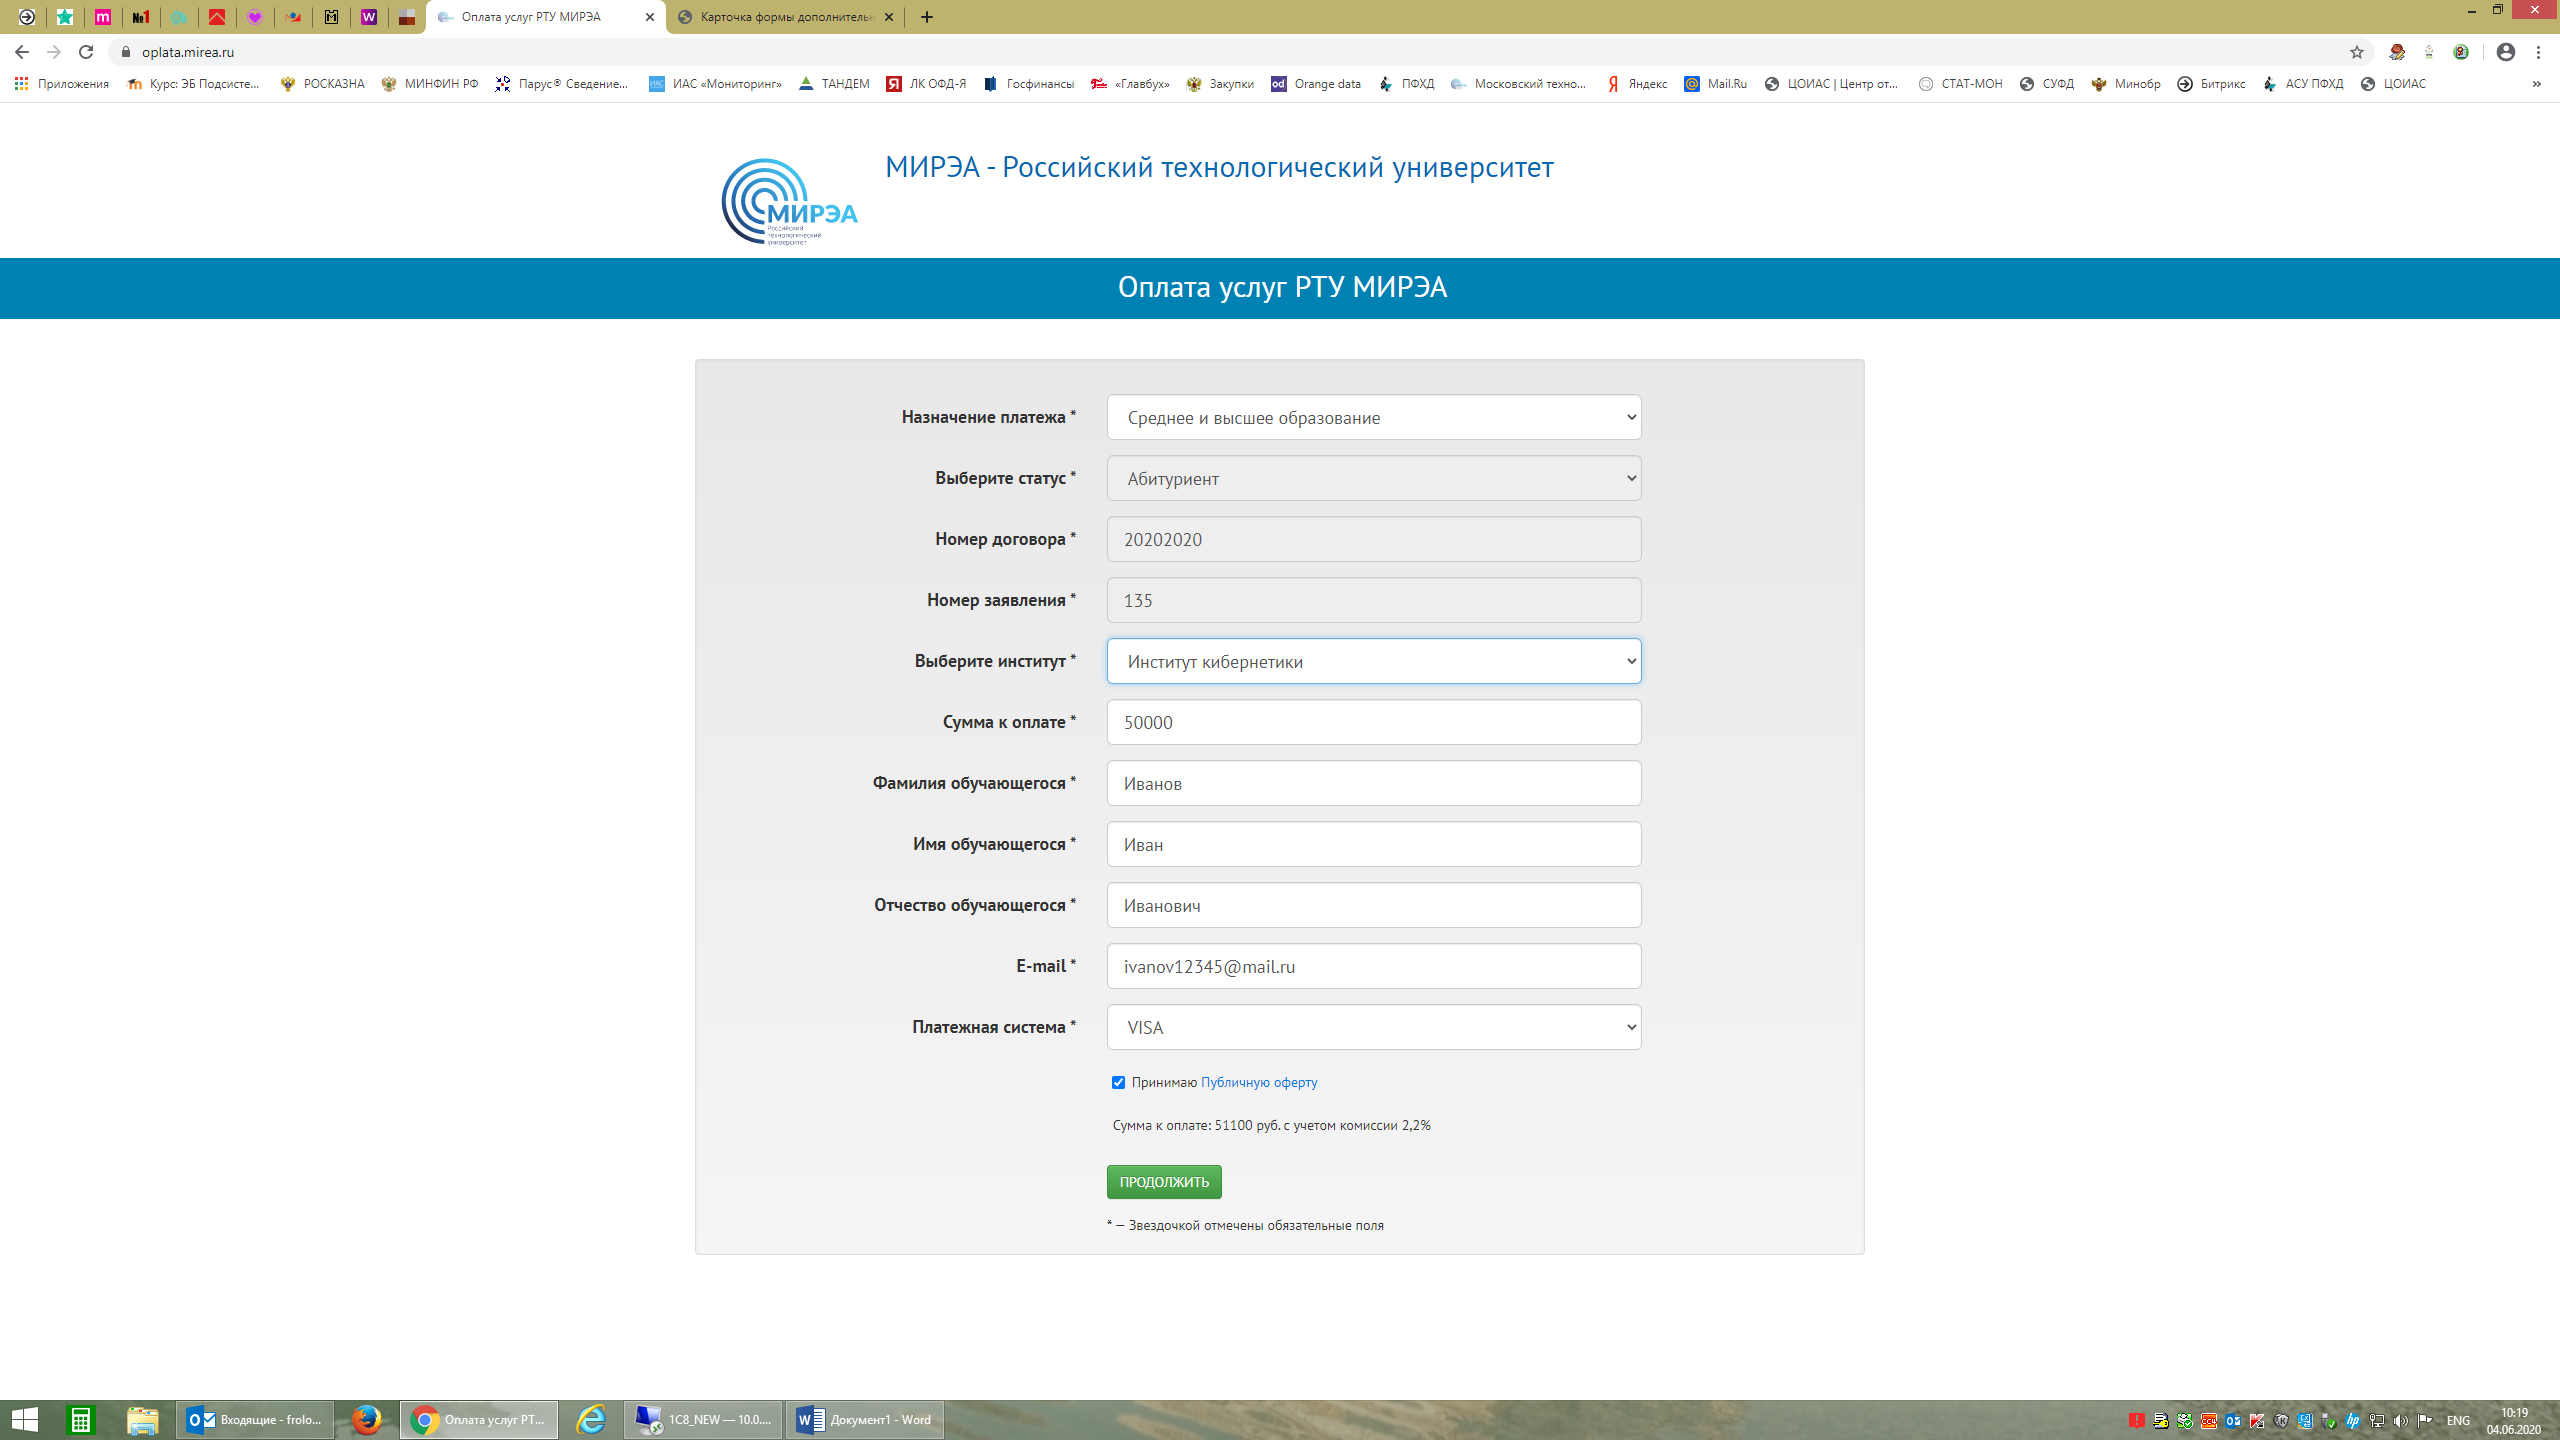 №1
Оплата услуг РТУ МИРЭА
Карточка формы дополнительн
oplata.mirea.ru
Приложения
Курс: ЭБ Подсисте...
РОСКАЗНА
МИНФИН РФ
Парус® Сведение...
ИАС «Мониторинг»
ТАНДЕМ
ЛК ОФД-Я
Госфинансы
«Главбух»
Закупки
Orange data
ПФХД
Московский техно...
Яндекс
Mail.Ru
ЦОИАС | Центр от...
СТАТ-МОН
СУФД
Минобр
Битрикс
АСУ ПФХД
ЦОИАС
»
МИРЭА - Российский технологический университет
МИРЭА
Российский
технологический
университет
Оплата услуг РТУ МИРЭА
Назначение платежа * Среднее и высшее образование
Выберите статус * Абитуриент
Номер договора * 20202020
Номер заявления * 135
Выберите институт * Институт кибернетики
Сумма к оплате * 50000
Фамилия обучающегося * Иванов
Имя обучающегося * Иван
Отчество обучающегося * Иванович
E-mail * ivanov12345@mail.ru
Платежная система * VISA
Принимаю Публичную оферту
Сумма к оплате: 51100 руб. с учетом комиссии 2,2%
ПРОДОЛЖИТЬ
* — Звездочкой отмечены обязательные поля
Входящие - frolo...
Оплата услуг РТ...
1C8_NEW — 10.0....
Документ1 - Word
ENG
10:19
04.06.2020